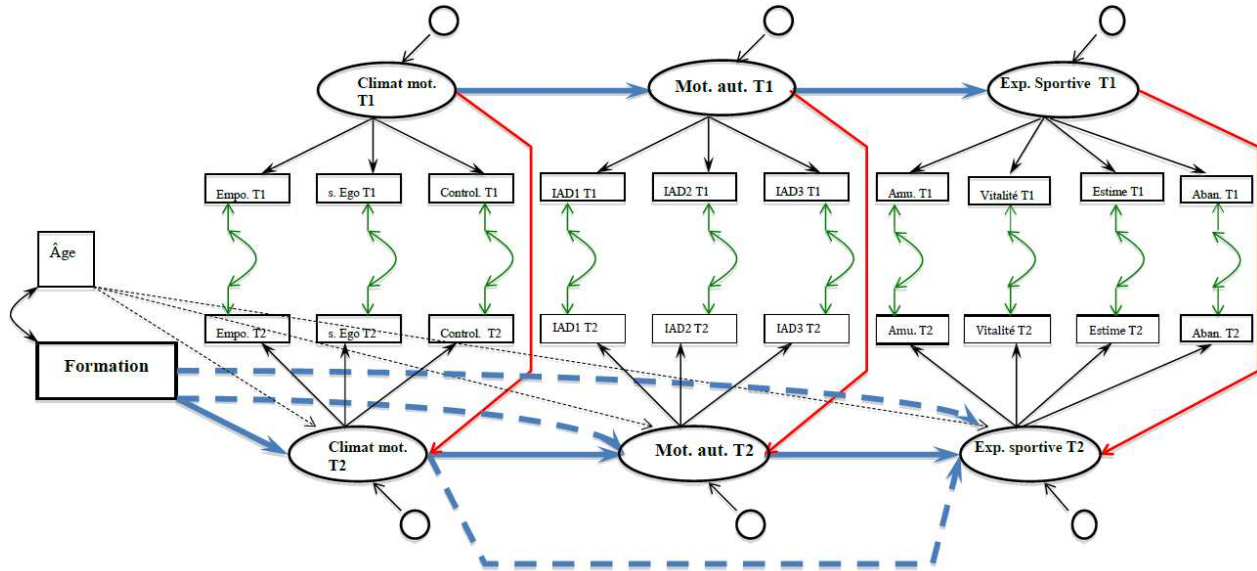 Climat mot.
T1
Mot. aut. T1
Exp. Sportive T1
Empo. T1
s. Ego T1
Control. T1
IAD1 T1
IAD2 T1
IAD3 T1
Amu. T1
Vitalité T1
Estime T1
Aban. T1
Âge
Empo. T2
s. Ego T2
Control. T2
IAD1 T2
IAD2 T2
IAD3 T2
Amu. T2
Vitalité T2
Estime T2
Aban. T2
Formation
Climat mot.
T2
Mot. aut. T2
Exp. sportive T2